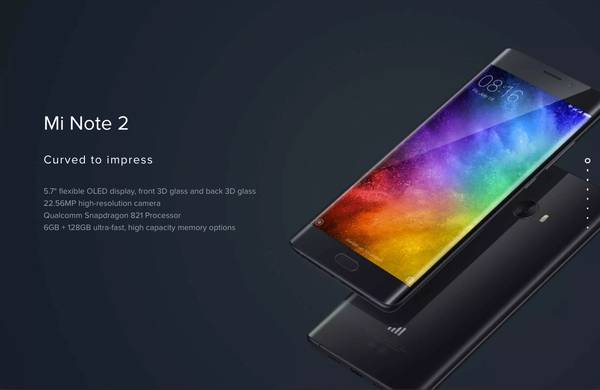 Mi Note 2
Curved to impress
5.7" flexible OLED display, front 3D glass and back 3D glass
22.56MP high-resolution camera
Qualcomm Snapdragon 821 Processor
6GB + 128GB ultra-fast, high capacity memory options
08:16